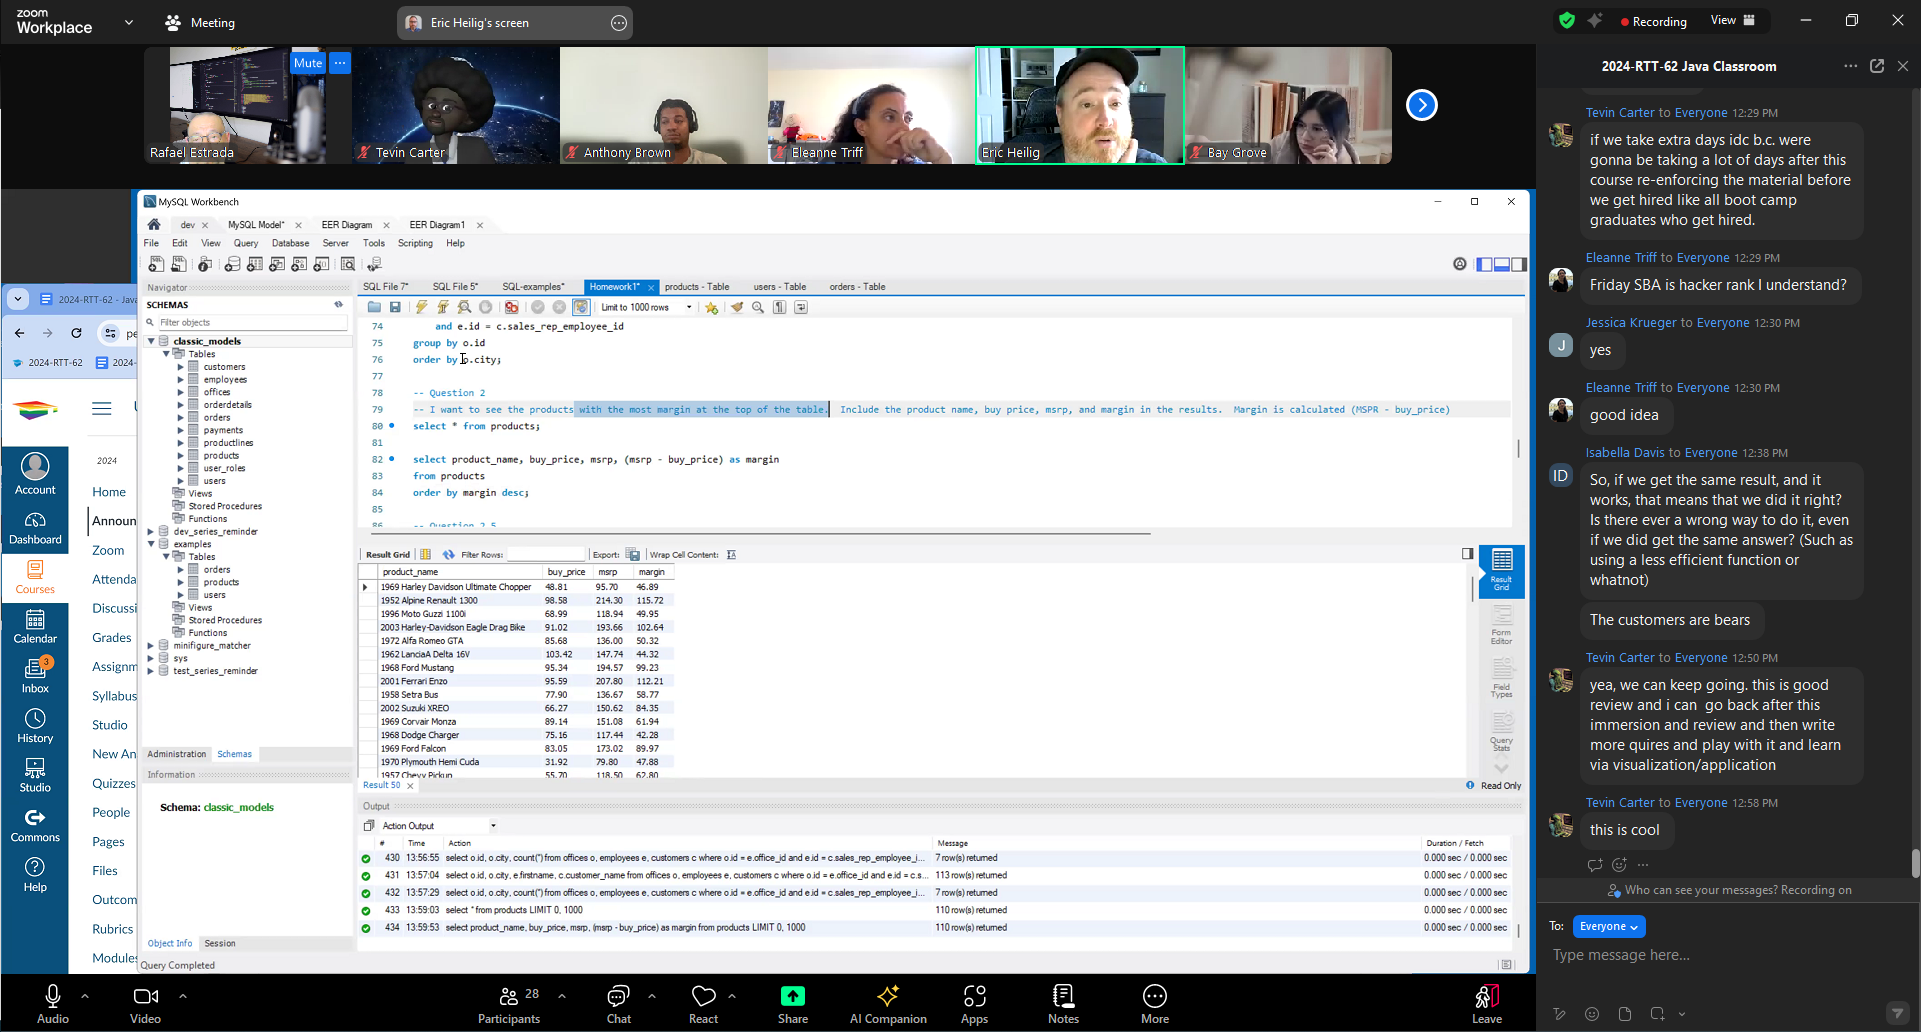 zoom
Workplace
Meeting
Eric Heilig's screen
Recording
View
Mute
Rafael Estrada
Tevin Carter
Anthony Brown
Eleanne Triff
Eric Heilig
Bay Grove
MySQL Workbench
dev
MySQL Model*
EER Diagram
EER Diagram1
File Edit View Query Database Server Tools Scripting Help
Navigator
SCHEMAS
Filter objects
classic_models
Tables
customers
employees
offices
orderdetails
orders
payments
productlines
products
user_roles
users
Views
Stored Procedures
Functions
dev_series_reminder
examples
Tables
orders
products
users
Views
Stored Procedures
Functions
minifigure_matcher
sys
test_series_reminder
Administration Schemas
Information
Schema: classic_models
Object Info Session
Query Completed
SQL File 7*
SQL File 5*
SQL-examples*
Homework1*
products - Table
users - Table
orders - Table
Limit to 1000 rows
74 and e.id = c.sales_rep_employee_id
75 group by o.id
76 order by o.city;
77
78 -- Question 2
79 -- I want to see the products with the most margin at the top of the table. Include the product name, buy price, msrp, and margin in the results. Margin is calculated (MSPR - buy_price)
80 select * from products;
81
82 select product_name, buy_price, msrp, (msrp - buy_price) as margin
83 from products
84 order by margin desc;
85
86 -- Question 2.5
Result Grid Filter Rows: Export: Wrap Cell Content:
product_name buy_price msrp margin
1969 Harley Davidson Ultimate Chopper 48.81 95.70 46.89
1952 Alpine Renault 1300 98.58 214.30 115.72
1996 Moto Guzzi 1100i 68.99 118.94 49.95
2003 Harley-Davidson Eagle Drag Bike 91.02 193.66 102.64
1972 Alfa Romeo GTA 85.68 136.00 50.32
1962 LanciaA Delta 16V 103.42 147.74 44.32
1968 Ford Mustang 95.34 194.57 99.23
2001 Ferrari Enzo 95.59 207.80 112.21
1958 Setra Bus 77.90 136.67 58.77
2002 Suzuki XREO 66.27 150.62 84.35
1969 Corvair Monza 89.14 151.08 61.94
1968 Dodge Charger 75.16 117.44 42.28
1969 Ford Falcon 83.05 173.02 89.97
1970 Plymouth Hemi Cuda 31.92 79.80 47.88
1957 Chevy Pickup 55.70 118.50 62.80
Result Grid
Form Editor
Field Types
Query Stats
Result 50
Read Only
Output
Action Output
# Time Action Message Duration / Fetch
430 13:56:55 select o.id, o.city, count(*) from offices o, employees e, customers c where o.id = e.office_id and e.id = c.sales_rep_employee_i... 7 row(s) returned 0.000 sec / 0.000 sec
431 13:57:04 select o.id, o.city, e.firstname, c.customer_name from offices o, employees e, customers c where o.id = e.office_id and e.id = c.s... 113 row(s) returned 0.000 sec / 0.000 sec
432 13:57:29 select o.id, o.city, count(*) from offices o, employees e, customers c where o.id = e.office_id and e.id = c.sales_rep_employee_i... 7 row(s) returned 0.000 sec / 0.000 sec
433 13:59:03 select * from products LIMIT 0, 1000 110 row(s) returned 0.000 sec / 0.000 sec
434 13:59:53 select product_name, buy_price, msrp, (msrp - buy_price) as margin from products LIMIT 0, 1000 110 row(s) returned 0.000 sec / 0.000 sec
2024-RTT-62 - Java
2024-RTT-62
2024
Account
Dashboard
Courses
Calendar
3
Inbox
History
Studio
Commons
Help
2024
Home
Announ
Zoom
Attenda
Discussi
Grades
Assignm
Syllabus
Studio
New An
Quizzes
People
Pages
Files
Outcom
Rubrics
Modules
2024-RTT-62 Java Classroom
Tevin Carter to Everyone 12:29 PM
if we take extra days idc b.c. were
gonna be taking a lot of days after this
course re-enforcing the material before
we get hired like all boot camp
graduates who get hired.
Eleanne Triff to Everyone 12:29 PM
Friday SBA is hacker rank I understand?
Jessica Krueger to Everyone 12:30 PM
J
yes
Eleanne Triff to Everyone 12:30 PM
good idea
Isabella Davis to Everyone 12:38 PM
ID
So, if we get the same result, and it
works, that means that we did it right?
Is there ever a wrong way to do it, even
if we did get the same answer? (Such as
using a less efficient function or
whatnot)
The customers are bears
Tevin Carter to Everyone 12:50 PM
yea, we can keep going. this is good
review and i can go back after this
immersion and review and then write
more quires and play with it and learn
via visualization/application
Tevin Carter to Everyone 12:58 PM
this is cool
Who can see your messages? Recording on
To: Everyone
Type message here...
Audio
Video
Participants
28
Chat
React
Share
AI Companion
Apps
Notes
More
Leave